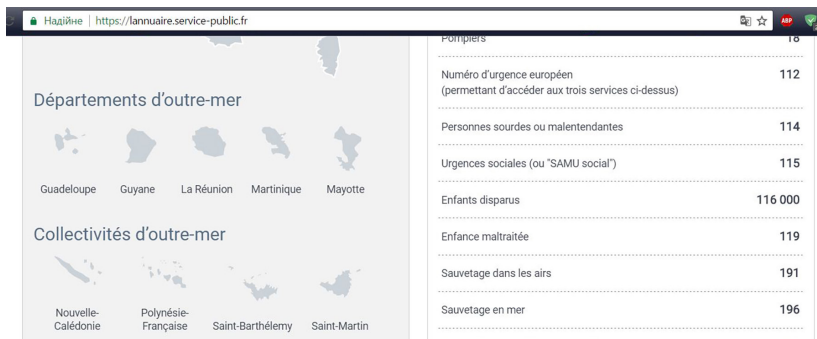 Надійне https://lannuaire.service-public.fr
ABP
Départements d'outre-mer
Guadeloupe Guyane La Réunion Martinique Mayotte
Collectivités d'outre-mer
Nouvelle-
Calédonie
Polynésie-
Française
Saint-Barthélemy
Saint-Martin
Pompiers 18
Numéro d'urgence européen 112
(permettant d'accéder aux trois services ci-dessus)
Personnes sourdes ou malentendantes 114
Urgences sociales (ou "SAMU social") 115
Enfants disparus 116 000
Enfance maltraitée 119
Sauvetage dans les airs 191
Sauvetage en mer 196